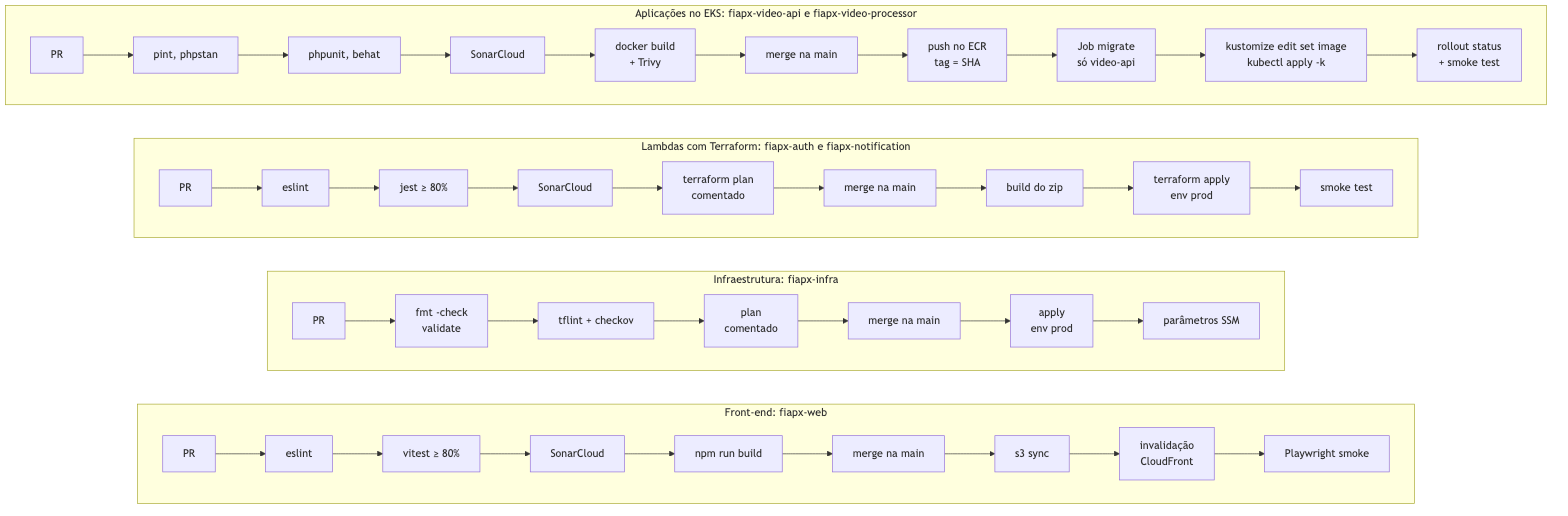 Aplicações no EKS: fiapx-video-api e fiapx-video-processor
PR
pint, phpstan
phpunit, behat
SonarCloud
docker build
+ Trivy
merge na main
push no ECR
tag = SHA
Job migrate
só video-api
kustomize edit set image
kubectl apply -k
rollout status
+ smoke test
Lambdas com Terraform: fiapx-auth e fiapx-notification
PR
eslint
jest ≥ 80%
SonarCloud
terraform plan
comentado
merge na main
build do zip
terraform apply
env prod
smoke test
Infraestrutura: fiapx-infra
PR
fmt -check
validate
tflint + checkov
plan
comentado
merge na main
apply
env prod
parâmetros SSM
Front-end: fiapx-web
PR
eslint
vitest ≥ 80%
SonarCloud
npm run build
merge na main
s3 sync
invalidação
CloudFront
Playwright smoke